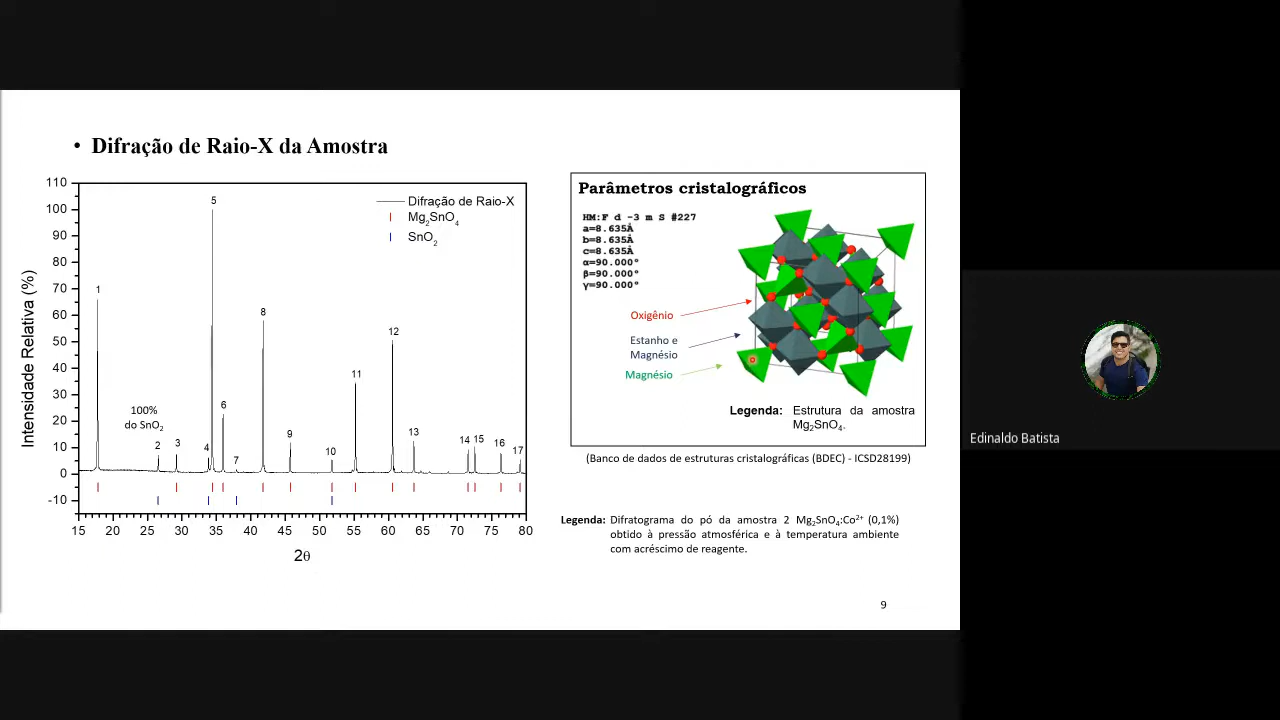 • Difração de Raio-X da Amostra
110
100
90
80
70
60
50
40
30
20
10
0
-10
Intensidade Relativa (%)
Difração de Raio-X
Mg₂SnO₄
SnO₂
1
2
3
4
5
6
7
8
9
10
11
12
13
14
15
16
17
100%
do SnO₂
15 20 25 30 35 40 45 50 55 60 65 70 75 80
2θ
Parâmetros cristalográficos
HM:F d -3 m S #227
a=8.635Å
b=8.635Å
c=8.635Å
α=90.000°
β=90.000°
γ=90.000°
Oxigênio
Estanho e
Magnésio
Magnésio
Legenda: Estrutura da amostra
Mg₂SnO₄.
(Banco de dados de estruturas cristalográficas (BDEC) - ICSD28199)
Legenda: Difratograma do pó da amostra 2 Mg₂SnO₄:Co²⁺ (0,1%)
obtido à pressão atmosférica e à temperatura ambiente
com acréscimo de reagente.
9
Edinaldo Batista